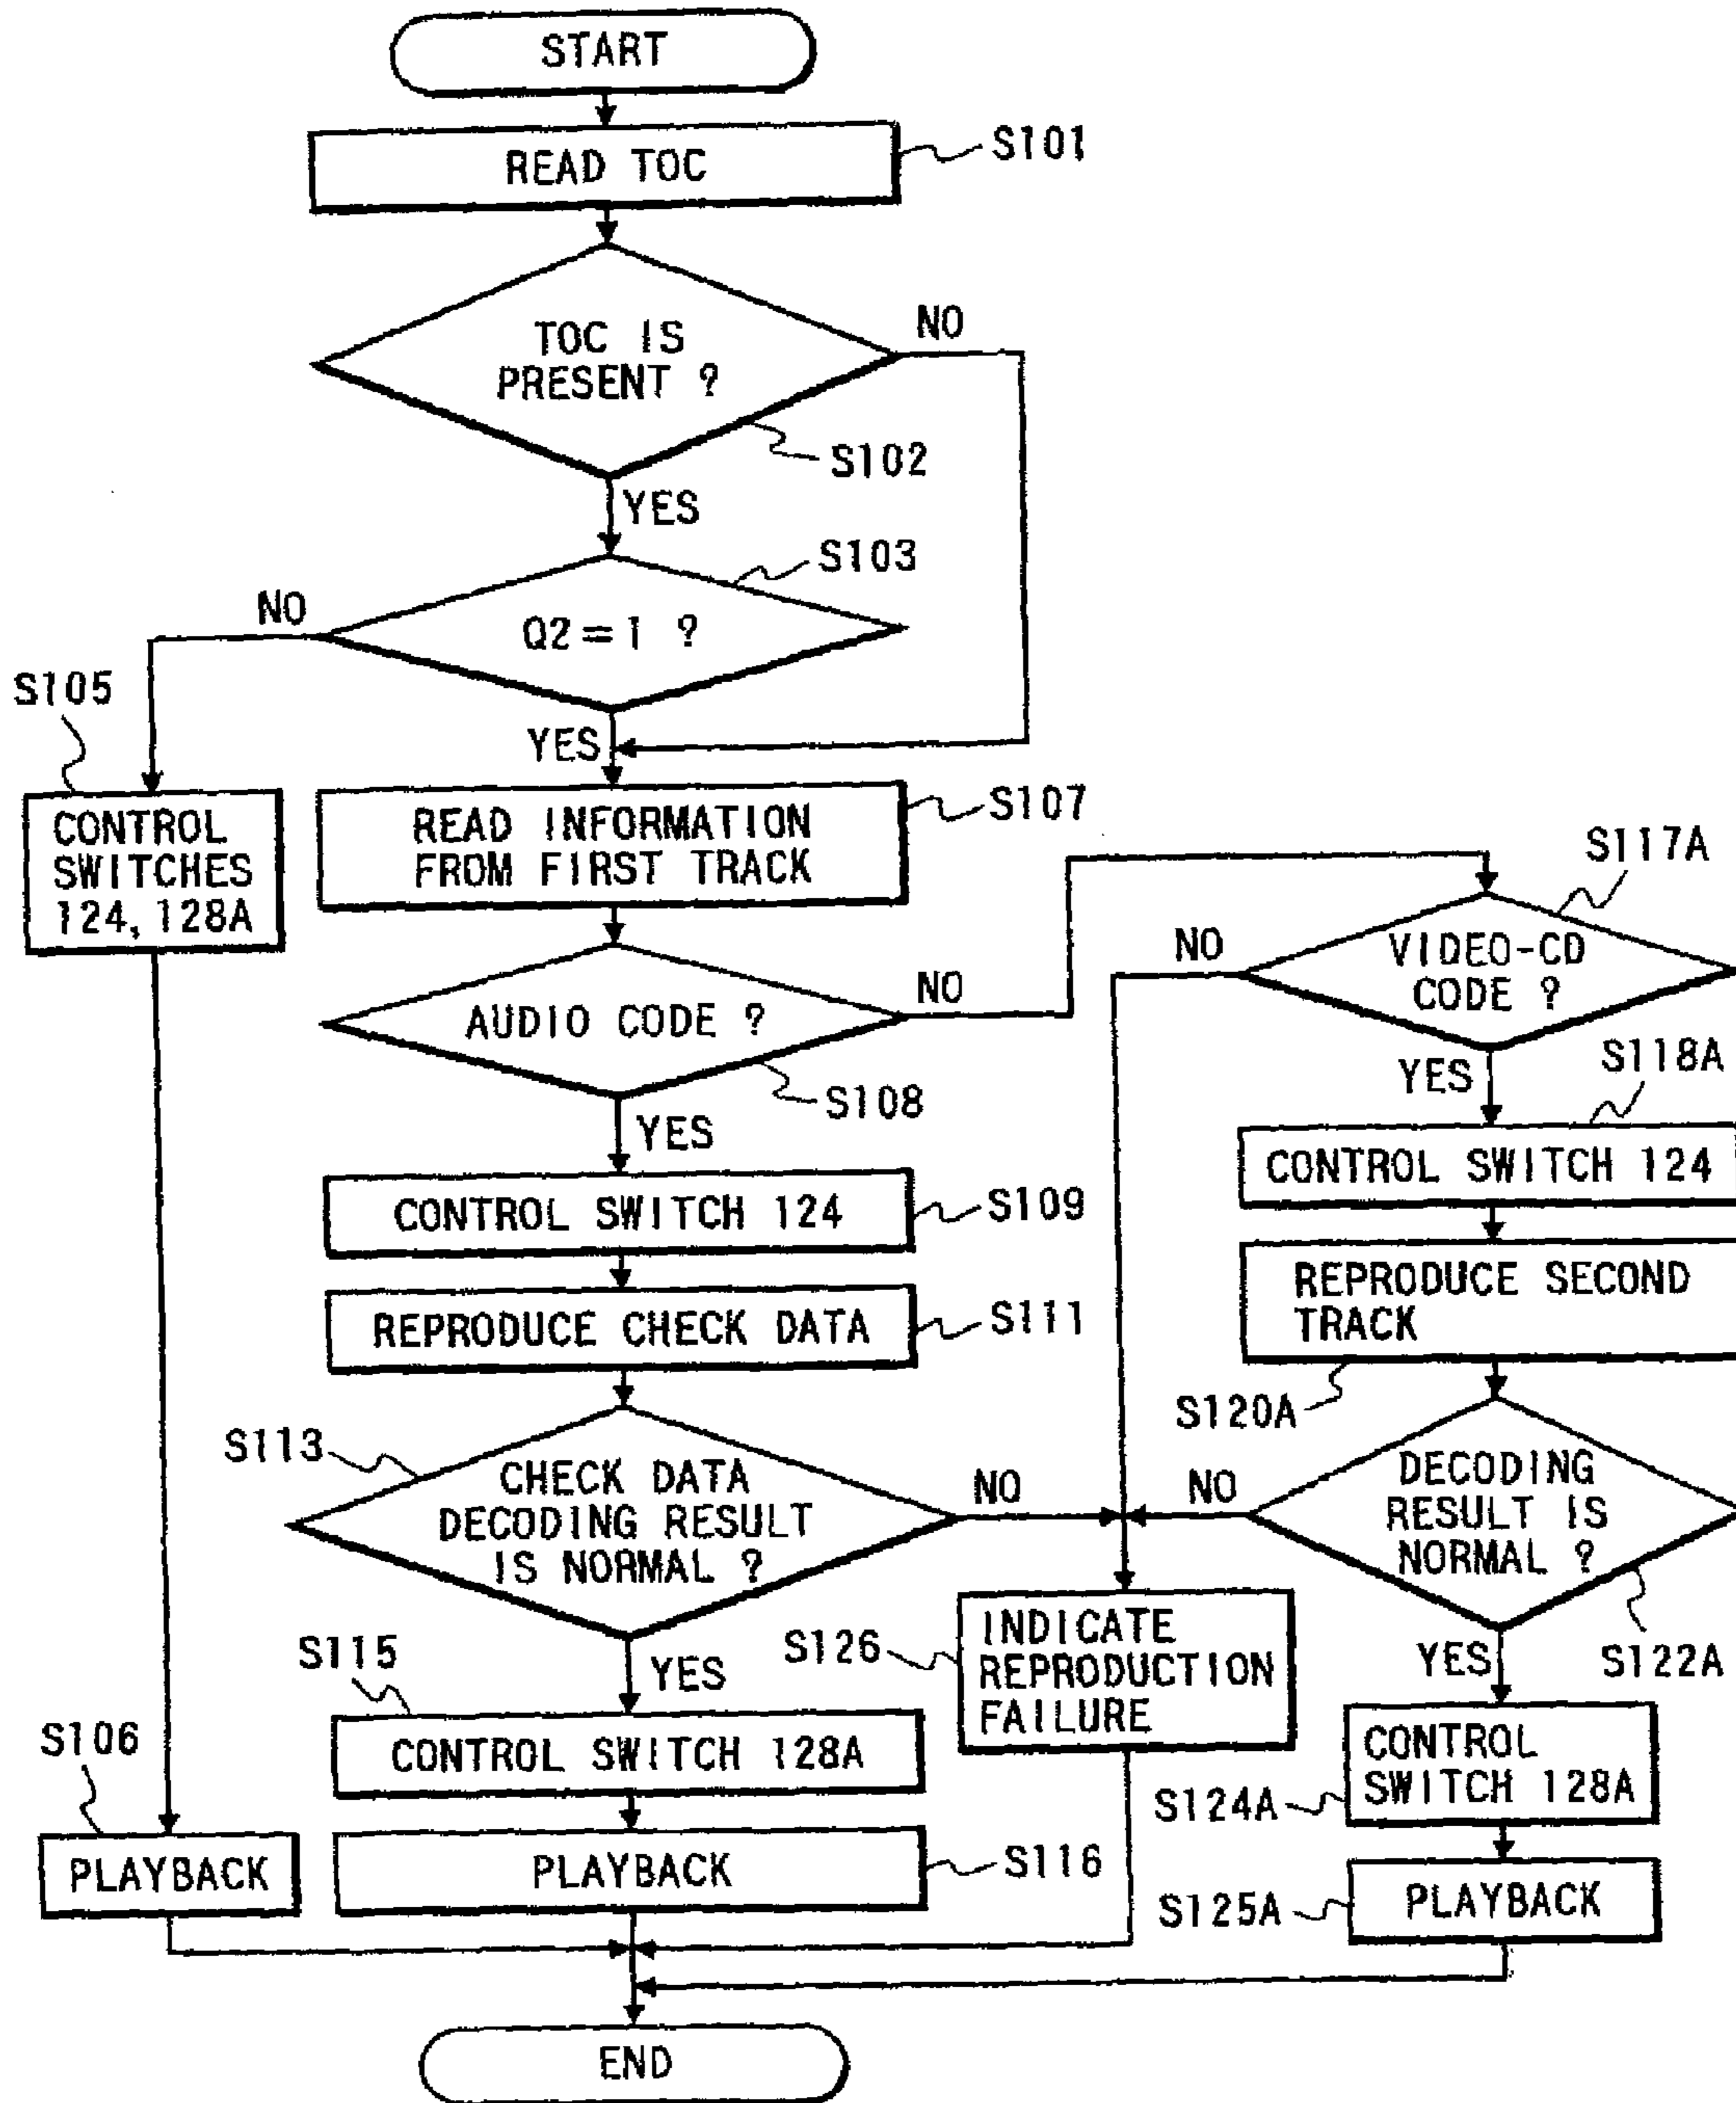 START
READ TOC
S101
TOC IS
PRESENT ?
NO
S102
YES
S103
Q2=1 ?
NO
S105
YES
CONTROL
SWITCHES
124, 128A
READ INFORMATION
FROM FIRST TRACK
S107
S117A
AUDIO CODE ?
NO
S108
YES
NO
VIDEO-CD
CODE ?
YES
S118A
CONTROL SWITCH 124
S109
CONTROL SWITCH 124
REPRODUCE CHECK DATA
S111
REPRODUCE SECOND
TRACK
S120A
S113
CHECK DATA
DECODING RESULT
IS NORMAL ?
NO
NO
DECODING
RESULT IS
NORMAL ?
S122A
YES
S115
YES
S126
INDICATE
REPRODUCTION
FAILURE
CONTROL SWITCH 128A
CONTROL
SWITCH 128A
S124A
S106
PLAYBACK
PLAYBACK
S116
S125A
PLAYBACK
END